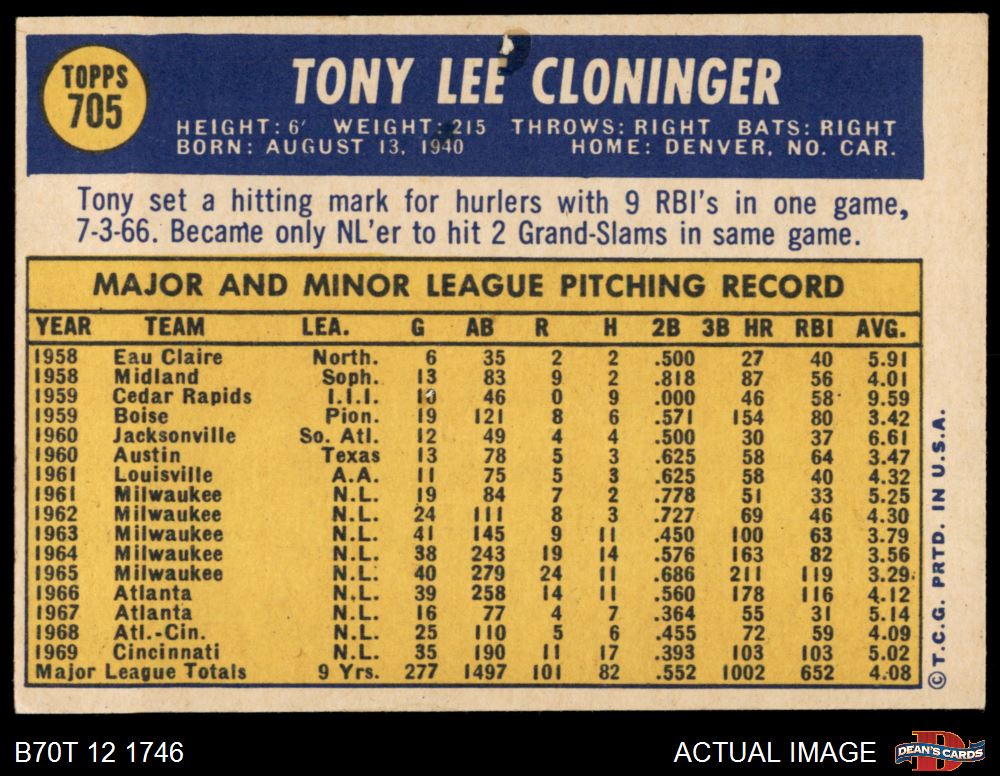 TOPPS
705
TONY LEE CLONINGER
HEIGHT: 6' WEIGHT: 215 THROWS: RIGHT BATS: RIGHT
BORN: AUGUST 13, 1940 HOME: DENVER, NO. CAR.
Tony set a hitting mark for hurlers with 9 RBI's in one game,
7-3-66. Became only NL'er to hit 2 Grand-Slams in same game.
MAJOR AND MINOR LEAGUE PITCHING RECORD
YEAR TEAM LEA. G AB R H 2B 3B HR RBI AVG.
1958 Eau Claire North. 6 35 2 2 .500 27 40 5.91
1958 Midland Soph. 13 83 9 2 .818 87 56 4.01
1959 Cedar Rapids I.I.I. 10 46 0 9 .000 46 58 9.59
1959 Boise Pion. 19 121 8 6 .571 154 80 3.42
1960 Jacksonville So. Atl. 12 49 4 4 .500 30 37 6.61
1960 Austin Texas 13 78 5 3 .625 58 64 3.47
1961 Louisville A.A. 11 75 5 3 .625 58 40 4.32
1961 Milwaukee N.L. 19 84 7 2 .778 51 33 5.25
1962 Milwaukee N.L. 24 111 8 3 .727 69 46 4.30
1963 Milwaukee N.L. 41 145 9 11 .450 100 63 3.79
1964 Milwaukee N.L. 38 243 19 14 .576 163 82 3.56
1965 Milwaukee N.L. 40 279 24 11 .686 211 119 3.29
1966 Atlanta N.L. 39 258 14 11 .560 178 116 4.12
1967 Atlanta N.L. 16 77 4 7 .364 55 31 5.14
1968 Atl.-Cin. N.L. 25 110 5 6 .455 72 59 4.09
1969 Cincinnati N.L. 35 190 11 17 .393 103 103 5.02
Major League Totals 9 Yrs. 277 1497 101 82 .552 1002 652 4.08
© T.C.G. PRTD. IN U.S.A.
B70T 12 1746
ACTUAL IMAGE
DEAN'S CARDS